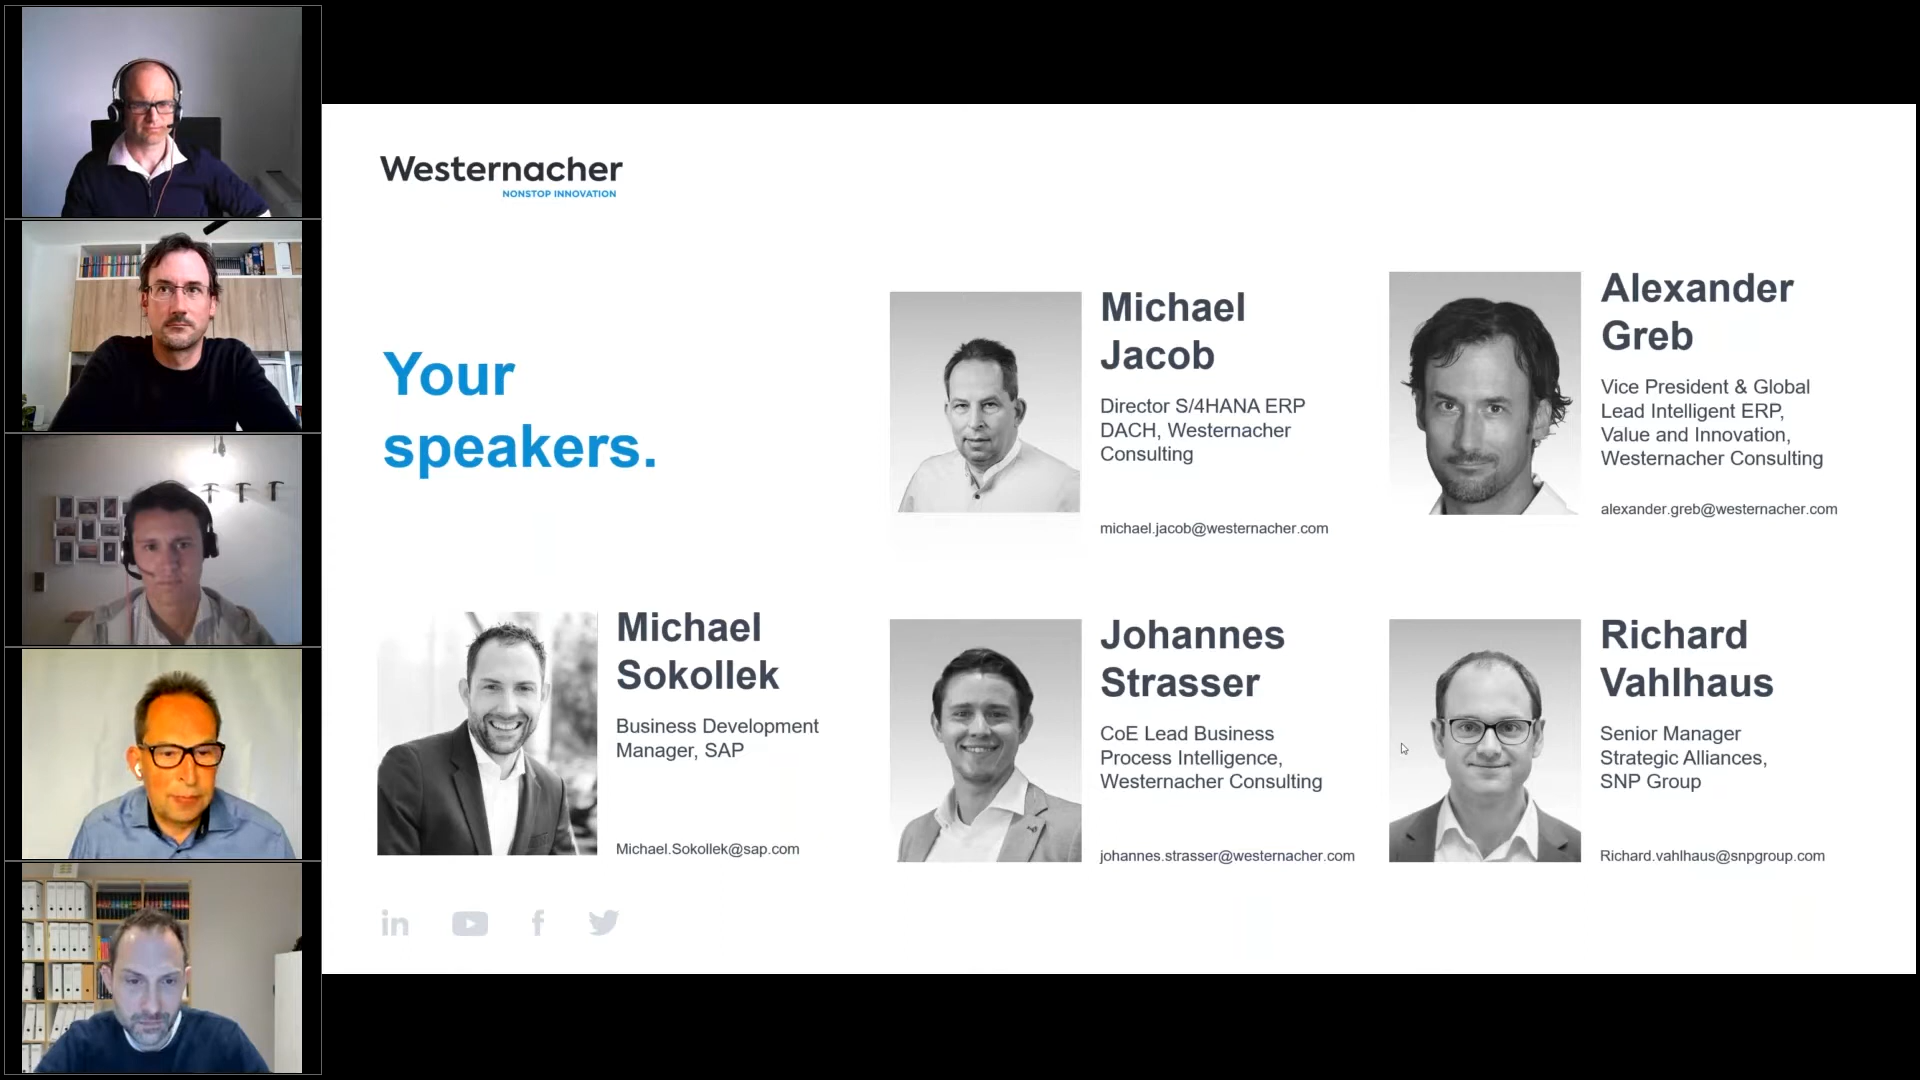 Westernacher
NONSTOP INNOVATION
Your
speakers.
Michael
Jacob
Director S/4HANA ERP
DACH, Westernacher
Consulting
michael.jacob@westernacher.com
Alexander
Greb
Vice President & Global
Lead Intelligent ERP,
Value and Innovation,
Westernacher Consulting
alexander.greb@westernacher.com
Michael
Sokollek
Business Development
Manager, SAP
Michael.Sokollek@sap.com
Johannes
Strasser
CoE Lead Business
Process Intelligence,
Westernacher Consulting
johannes.strasser@westernacher.com
Richard
Vahlhaus
Senior Manager
Strategic Alliances,
SNP Group
Richard.vahlhaus@snpgroup.com